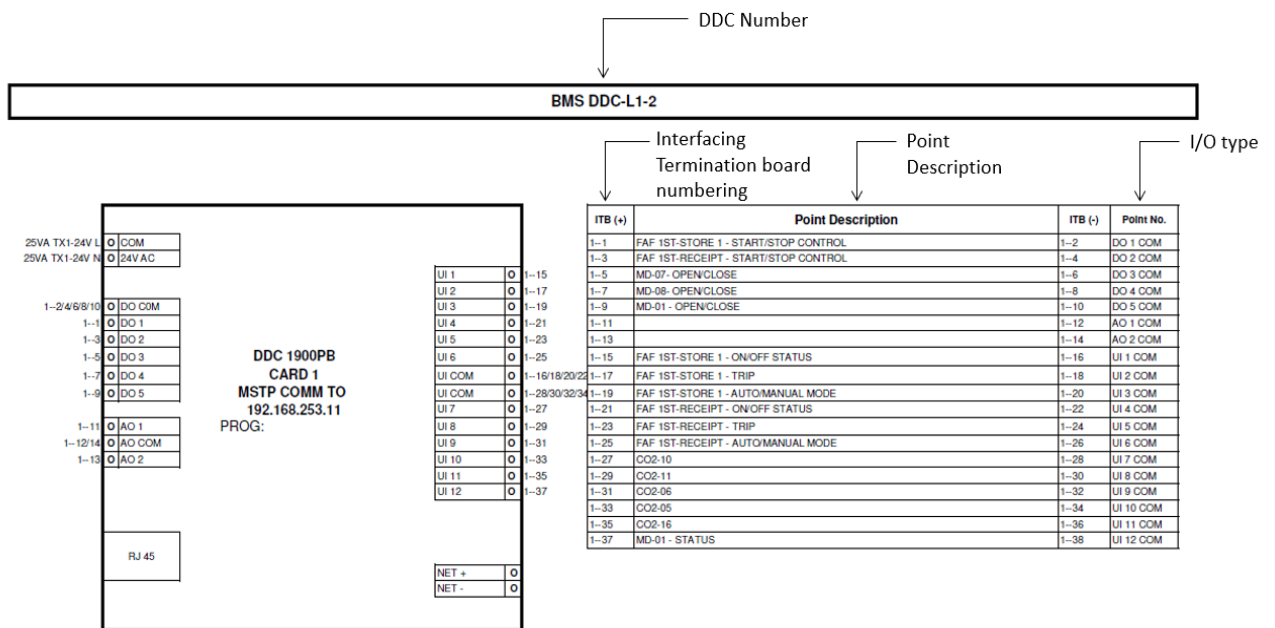 DDC Number
BMS DDC-L1-2
Interfacing Termination board numbering
Point Description
I/O type
25VA TX1-24V L O COM
25VA TX1-24V N O 24V AC
1--2/4/6/8/10 O DO C0M
1--1 O DO 1
1--3 O DO 2
1--5 O DO 3
1--7 O DO 4
1--9 O DO 5
1--11 O AO 1
1--12/14 O AO COM
1--13 O AO 2
RJ 45
DDC 1900PB
CARD 1
MSTP COMM TO
192.168.253.11
PROG:
UI 1 O 1--15
UI 2 O 1--17
UI 3 O 1--19
UI 4 O 1--21
UI 5 O 1--23
UI 6 O 1--25
UI COM O 1--16/18/20/22
UI COM O 1--28/30/32/34
UI 7 O 1--27
UI 8 O 1--29
UI 9 O 1--31
UI 10 O 1--33
UI 11 O 1--35
UI 12 O 1--37
NET + O
NET - O
ITB (+) Point Description ITB (-) Point No.
1--1 FAF 1ST-STORE 1 - START/STOP CONTROL 1--2 DO 1 COM
1--3 FAF 1ST-RECEIPT - START/STOP CONTROL 1--4 DO 2 COM
1--5 MD-07- OPEN/CLOSE 1--6 DO 3 COM
1--7 MD-08- OPEN/CLOSE 1--8 DO 4 COM
1--9 MD-01 - OPEN/CLOSE 1--10 DO 5 COM
1--11 1--12 AO 1 COM
1--13 1--14 AO 2 COM
1--15 FAF 1ST-STORE 1 - ON/OFF STATUS 1--16 UI 1 COM
1--17 FAF 1ST-STORE 1 - TRIP 1--18 UI 2 COM
1--19 FAF 1ST-STORE 1 - AUTO/MANUAL MODE 1--20 UI 3 COM
1--21 FAF 1ST-RECEIPT - ON/OFF STATUS 1--22 UI 4 COM
1--23 FAF 1ST-RECEIPT - TRIP 1--24 UI 5 COM
1--25 FAF 1ST-RECEIPT - AUTO/MANUAL MODE 1--26 UI 6 COM
1--27 CO2-10 1--28 UI 7 COM
1--29 CO2-11 1--30 UI 8 COM
1--31 CO2-06 1--32 UI 9 COM
1--33 CO2-05 1--34 UI 10 COM
1--35 CO2-16 1--36 UI 11 COM
1--37 MD-01 - STATUS 1--38 UI 12 COM